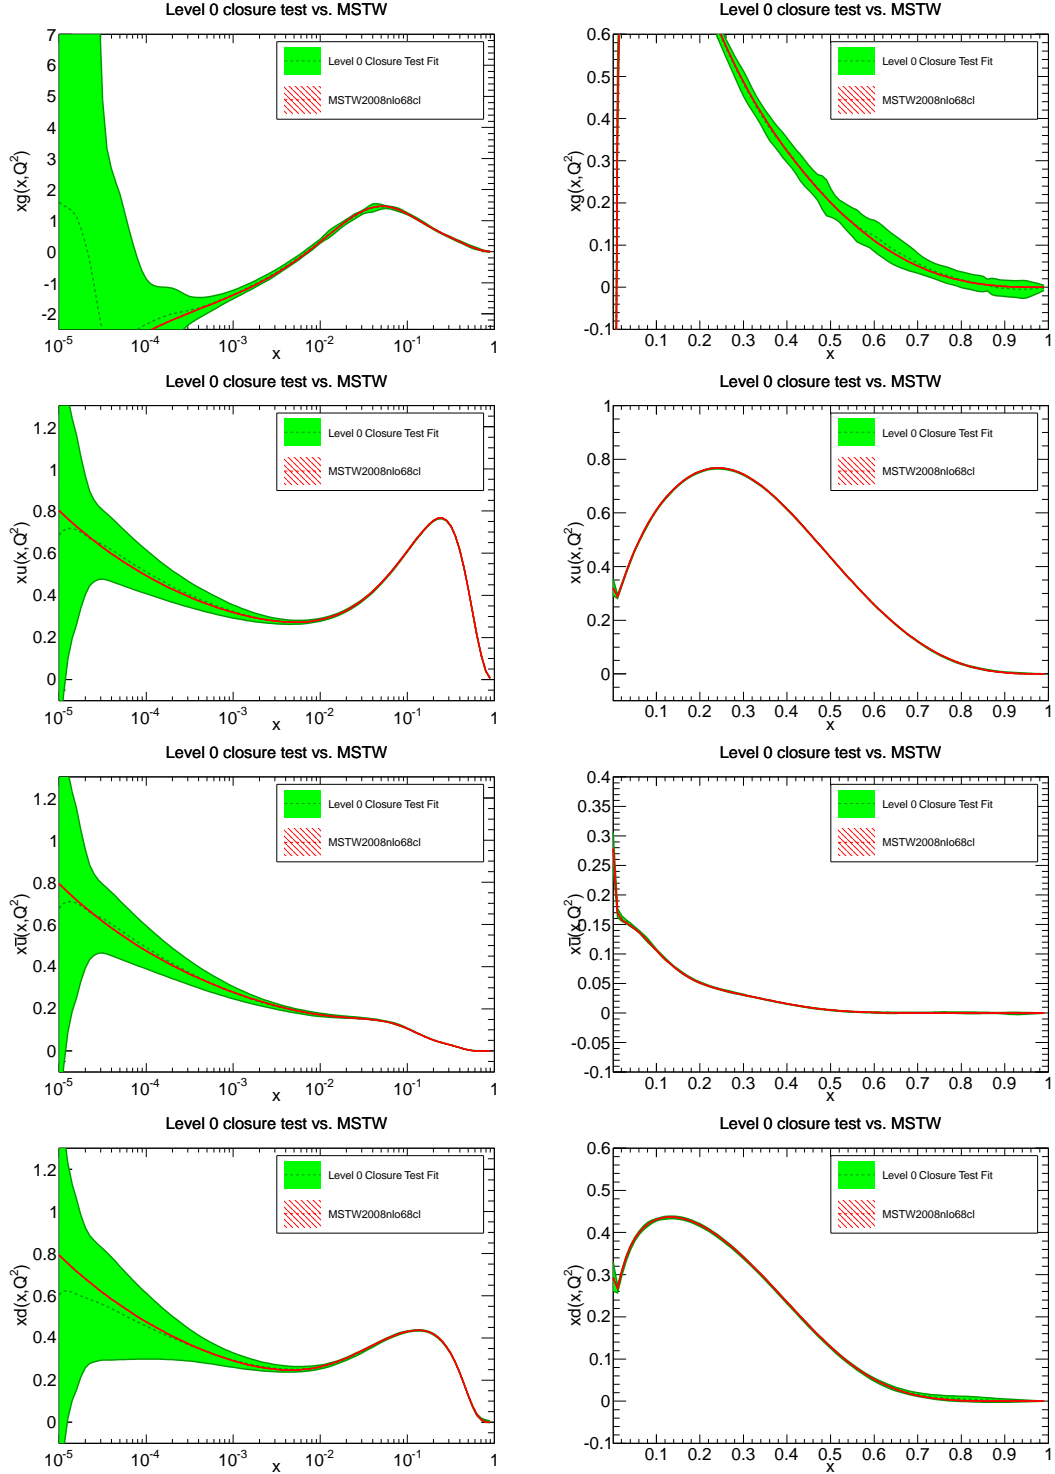 Level 0 closure test vs. MSTW
xg(x,Q²)
7
6
5
4
3
2
1
0
-1
-2
Level 0 Closure Test Fit
MSTW2008nlo68cl
10⁻⁵ 10⁻⁴ 10⁻³ 10⁻² 10⁻¹ 1
x
Level 0 closure test vs. MSTW
xg(x,Q²)
0.6
0.5
0.4
0.3
0.2
0.1
0
-0.1
Level 0 Closure Test Fit
MSTW2008nlo68cl
0.1 0.2 0.3 0.4 0.5 0.6 0.7 0.8 0.9 1
x
Level 0 closure test vs. MSTW
xu(x,Q²)
1.2
1
0.8
0.6
0.4
0.2
0
Level 0 Closure Test Fit
MSTW2008nlo68cl
10⁻⁵ 10⁻⁴ 10⁻³ 10⁻² 10⁻¹ 1
x
Level 0 closure test vs. MSTW
xu(x,Q²)
1
0.8
0.6
0.4
0.2
0
Level 0 Closure Test Fit
MSTW2008nlo68cl
0.1 0.2 0.3 0.4 0.5 0.6 0.7 0.8 0.9 1
x
Level 0 closure test vs. MSTW
xū(x,Q²)
1.2
1
0.8
0.6
0.4
0.2
0
Level 0 Closure Test Fit
MSTW2008nlo68cl
10⁻⁵ 10⁻⁴ 10⁻³ 10⁻² 10⁻¹ 1
x
Level 0 closure test vs. MSTW
xū(x,Q²)
0.4
0.35
0.3
0.25
0.2
0.15
0.1
0.05
0
-0.05
-0.1
Level 0 Closure Test Fit
MSTW2008nlo68cl
0.1 0.2 0.3 0.4 0.5 0.6 0.7 0.8 0.9 1
x
Level 0 closure test vs. MSTW
xd(x,Q²)
1.2
1
0.8
0.6
0.4
0.2
0
Level 0 Closure Test Fit
MSTW2008nlo68cl
10⁻⁵ 10⁻⁴ 10⁻³ 10⁻² 10⁻¹ 1
x
Level 0 closure test vs. MSTW
xd(x,Q²)
0.6
0.5
0.4
0.3
0.2
0.1
0
-0.1
Level 0 Closure Test Fit
MSTW2008nlo68cl
0.1 0.2 0.3 0.4 0.5 0.6 0.7 0.8 0.9 1
x